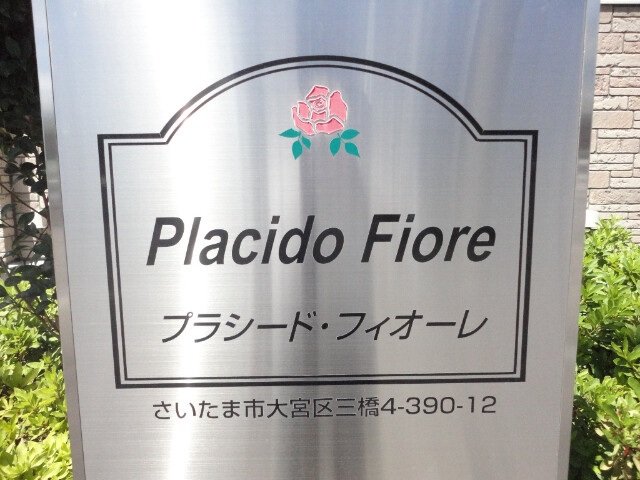 Placido Fiore
プラシード・フィオーレ
さいたま市大宮区三橋4-390-12